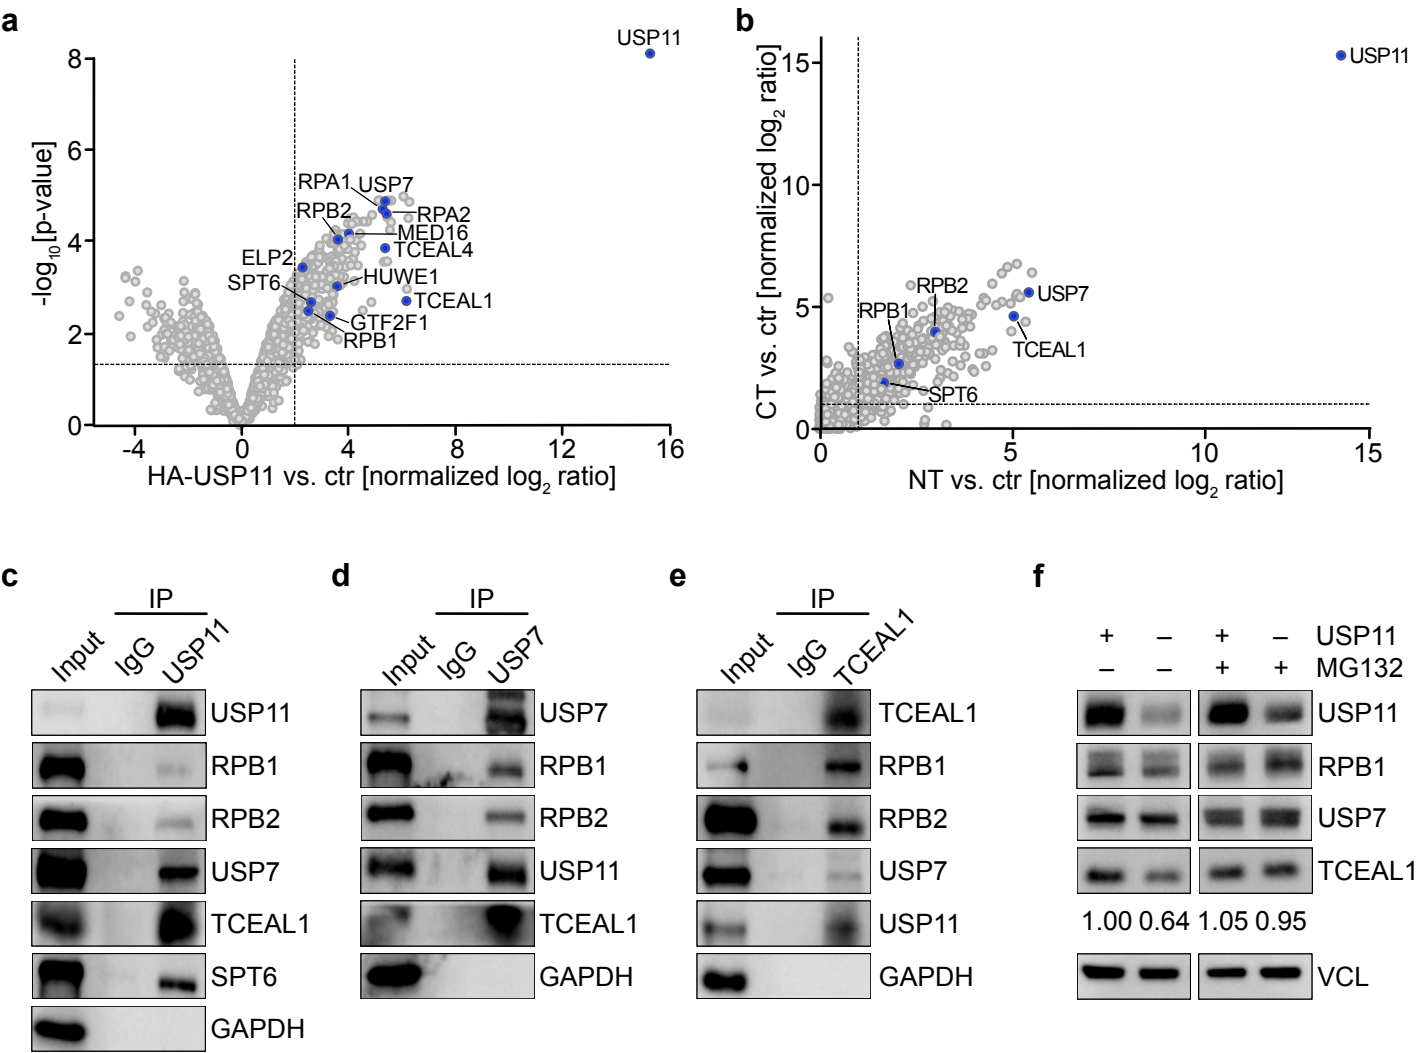 a
-log10[p-value]
8
6
4
2
0
-4
0
4
8
12
16
HA-USP11 vs. ctr [normalized log2 ratio]
USP11
RPA1
USP7
RPB2
RPA2
MED16
TCEAL4
ELP2
HUWE1
SPT6
TCEAL1
GTF2F1
RPB1
b
CT vs. ctr [normalized log2 ratio]
15
10
5
0
0
5
10
15
NT vs. ctr [normalized log2 ratio]
USP11
RPB2
USP7
RPB1
TCEAL1
SPT6
c
IP
Input
IgG
USP11
USP11
RPB1
RPB2
USP7
TCEAL1
SPT6
GAPDH
d
IP
Input
IgG
USP7
USP7
RPB1
RPB2
USP11
TCEAL1
GAPDH
e
IP
Input
IgG
TCEAL1
TCEAL1
RPB1
RPB2
USP7
USP11
GAPDH
f
+ – + – USP11
– – + + MG132
USP11
RPB1
USP7
TCEAL1
1.00 0.64 1.05 0.95
VCL